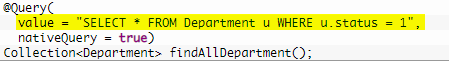 @Query(
value = "SELECT * FROM Department u WHERE u.status = 1",
nativeQuery = true)
Collection<Department> findAllDepartment();